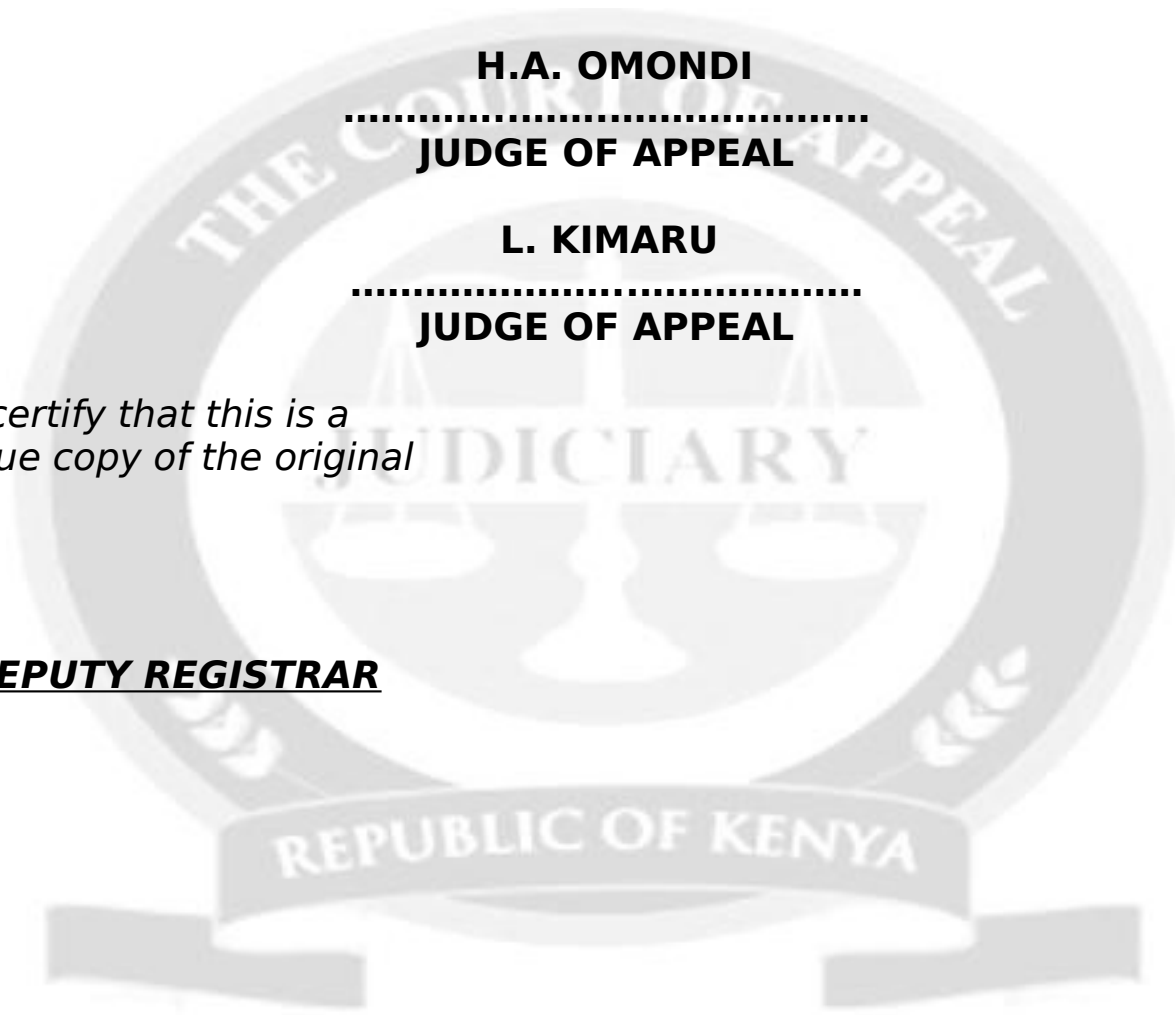 H.A. OMONDI
........................................
JUDGE OF APPEAL
L. KIMARU
.......................................
JUDGE OF APPEAL
certify that this is a
ue copy of the original
EPUTY REGISTRAR
THE COURT OF APPEAL
JUDICIARY
REPUBLIC OF KENYA